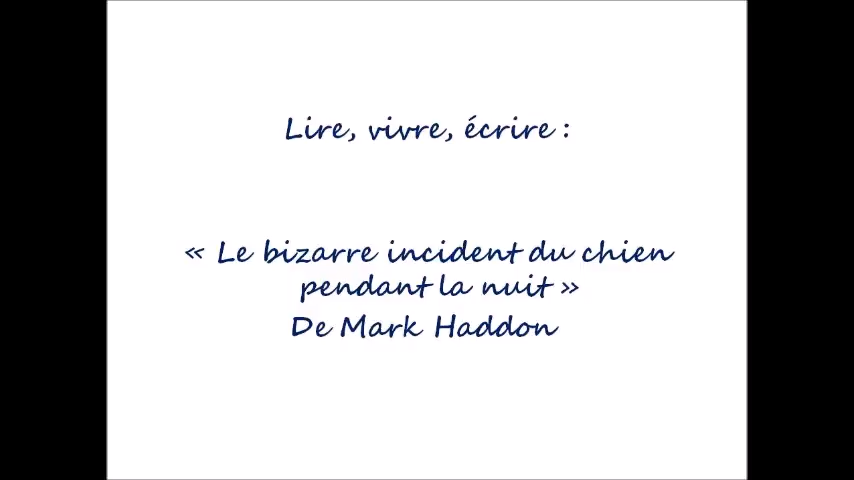 Lire, vivre, écrire :
« Le bizarre incident du chien
pendant la nuit »
De Mark Haddon